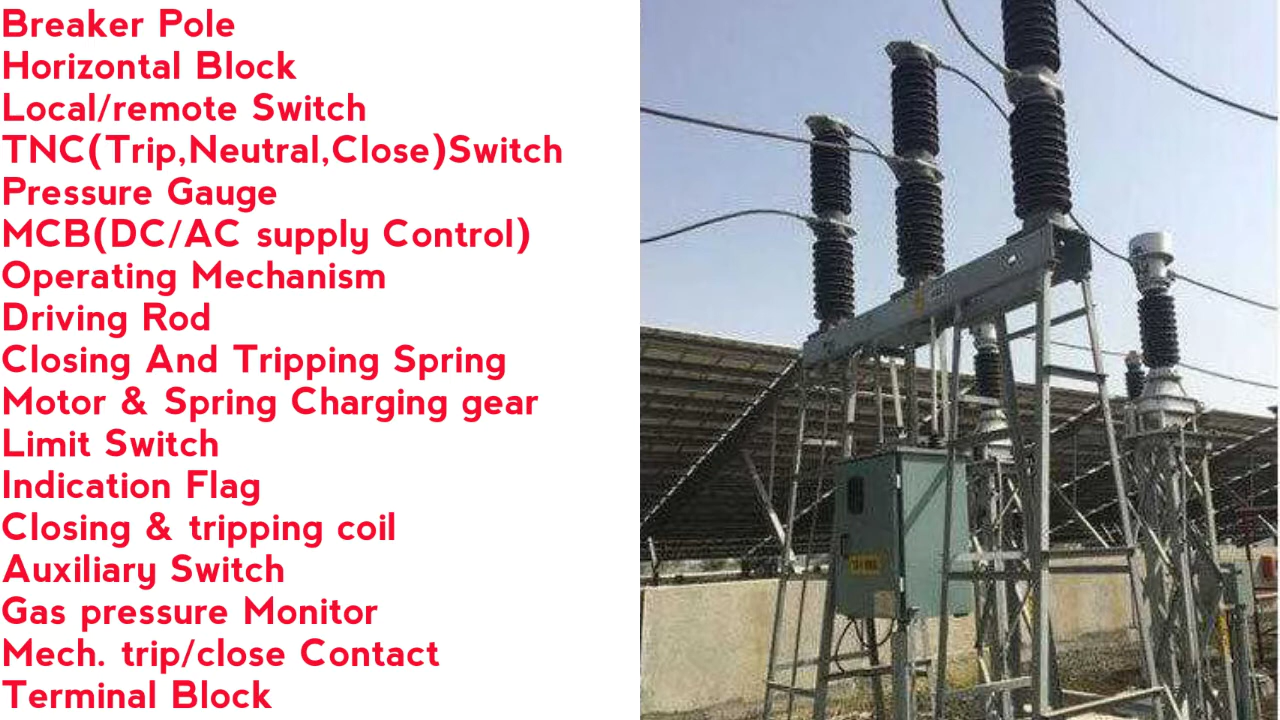 Breaker Pole
Horizontal Block
Local/remote Switch
TNC(Trip,Neutral,Close)Switch
Pressure Gauge
MCB(DC/AC supply Control)
Operating Mechanism
Driving Rod
Closing And Tripping Spring
Motor & Spring Charging gear
Limit Switch
Indication Flag
Closing & tripping coil
Auxiliary Switch
Gas pressure Monitor
Mech. trip/close Contact
Terminal Block